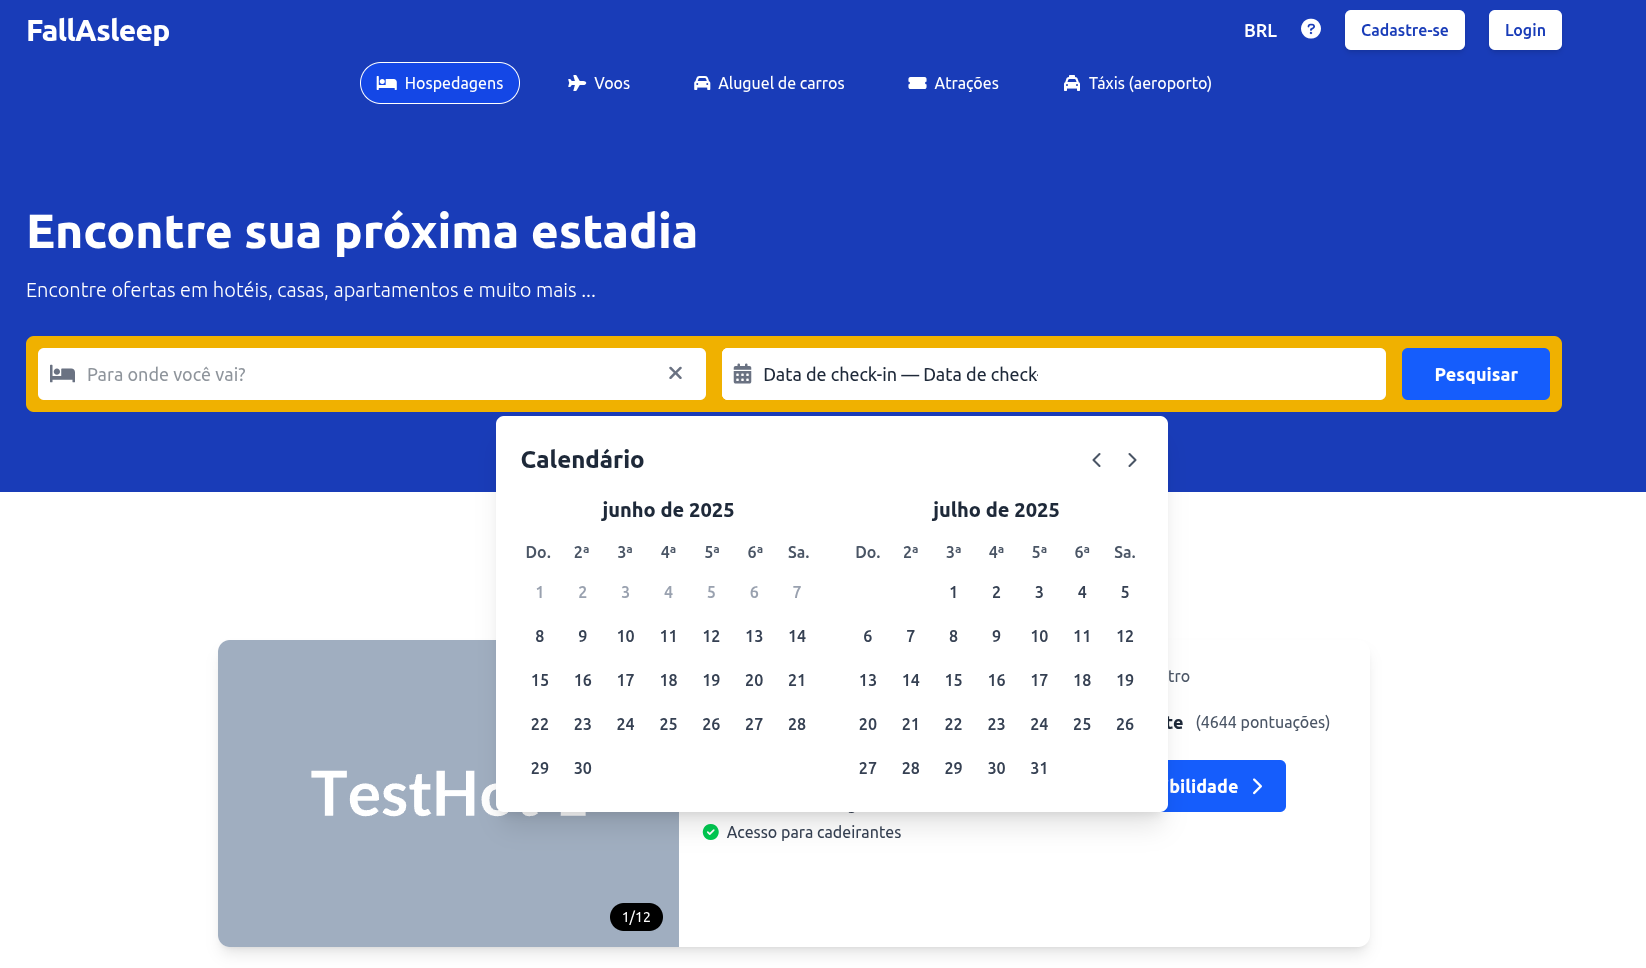 FallAsleep
BRL
Cadastre-se
Login
Hospedagens
Voos
Aluguel de carros
Atrações
Táxis (aeroporto)
Encontre sua próxima estadia
Encontre ofertas em hotéis, casas, apartamentos e muito mais ...
Para onde você vai?
Data de check-in — Data de check-
Pesquisar
Calendário
junho de 2025
Do. 2ª 3ª 4ª 5ª 6ª Sa.
1 2 3 4 5 6 7
8 9 10 11 12 13 14
15 16 17 18 19 20 21
22 23 24 25 26 27 28
29 30
julho de 2025
Do. 2ª 3ª 4ª 5ª 6ª Sa.
1 2 3 4 5
6 7 8 9 10 11 12
13 14 15 16 17 18 19
20 21 22 23 24 25 26
27 28 29 30 31
(4644 pontuações)
Acesso para cadeirantes
1/12